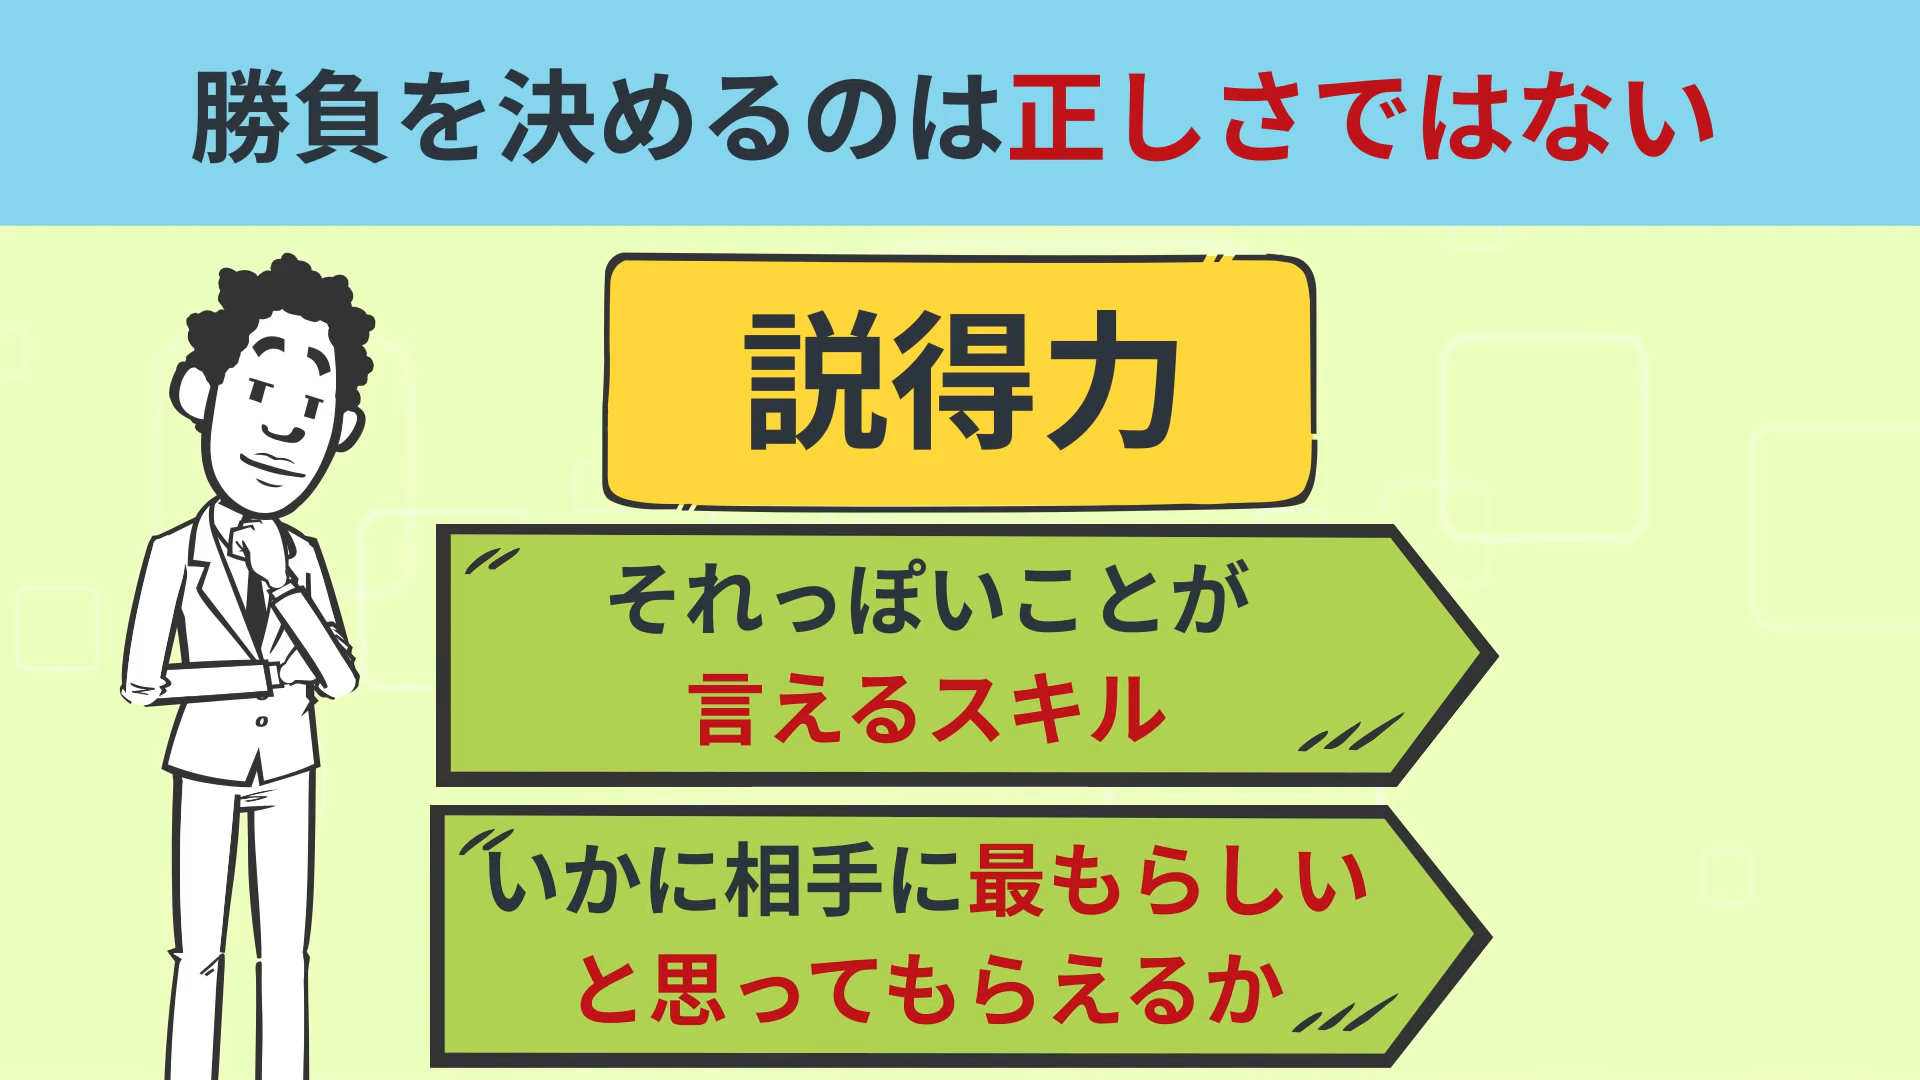 勝負を決めるのは正しさではない
説得力
それっぽいことが
言えるスキル
いかに相手に最もらしい
と思ってもらえるか